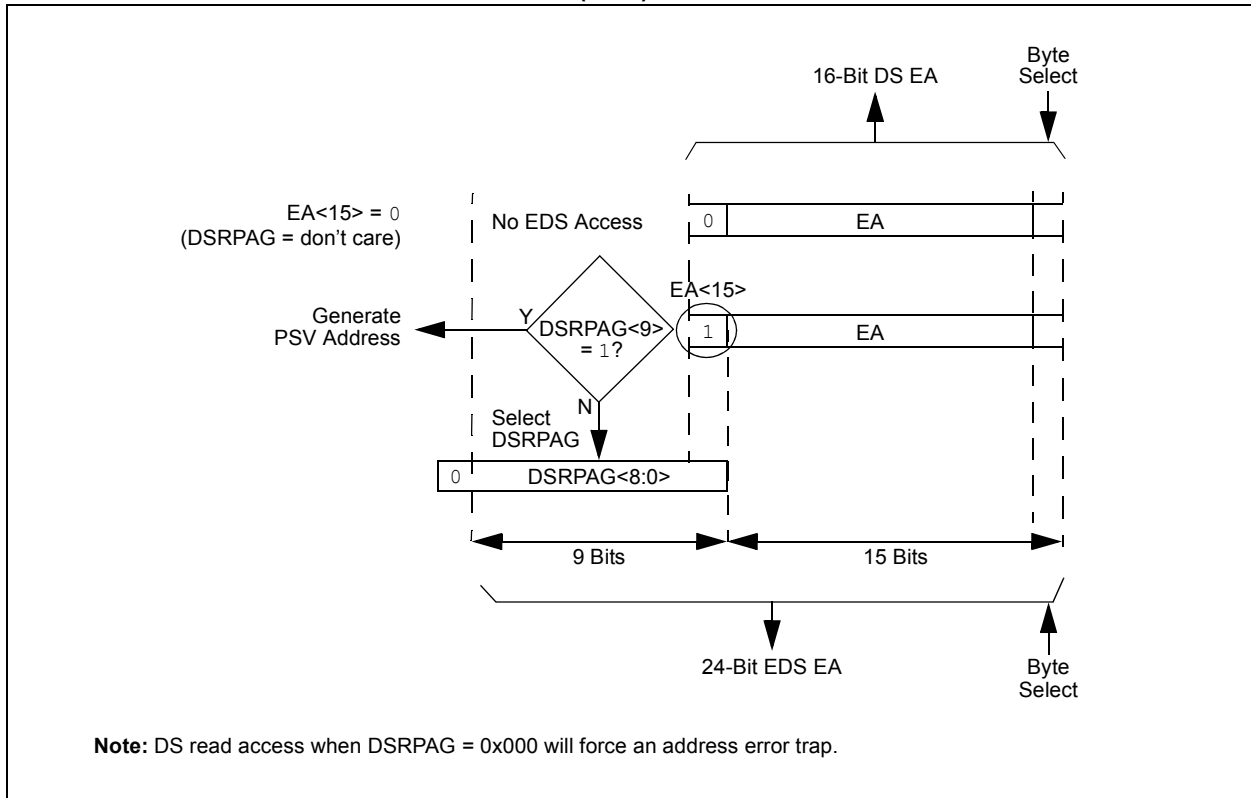 16-Bit DS EA
Byte
Select
EA<15> = 0
(DSRPAG = don't care)
No EDS Access
0
EA
EA<15>
Generate
PSV Address
Y
DSRPAG<9>
= 1?
1
EA
N
Select
DSRPAG
0
DSRPAG<8:0>
9 Bits
15 Bits
24-Bit EDS EA
Byte
Select
Note: DS read access when DSRPAG = 0x000 will force an address error trap.